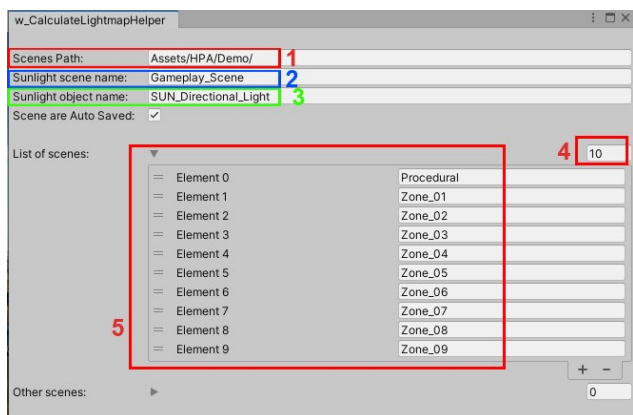 w_CalculateLightmapHelper
Scenes Path: Assets/HPA/Demo/ 1
Sunlight scene name: Gameplay_Scene 2
Sunlight object name: SUN_Directional_Light 3
Scene are Auto Saved:
List of scenes: 4 10
Element 0 Procedural
Element 1 Zone_01
Element 2 Zone_02
Element 3 Zone_03
Element 4 Zone_04
Element 5 Zone_05
Element 6 Zone_06
Element 7 Zone_07
5 Element 8 Zone_08
Element 9 Zone_09
+ -
Other scenes: 0